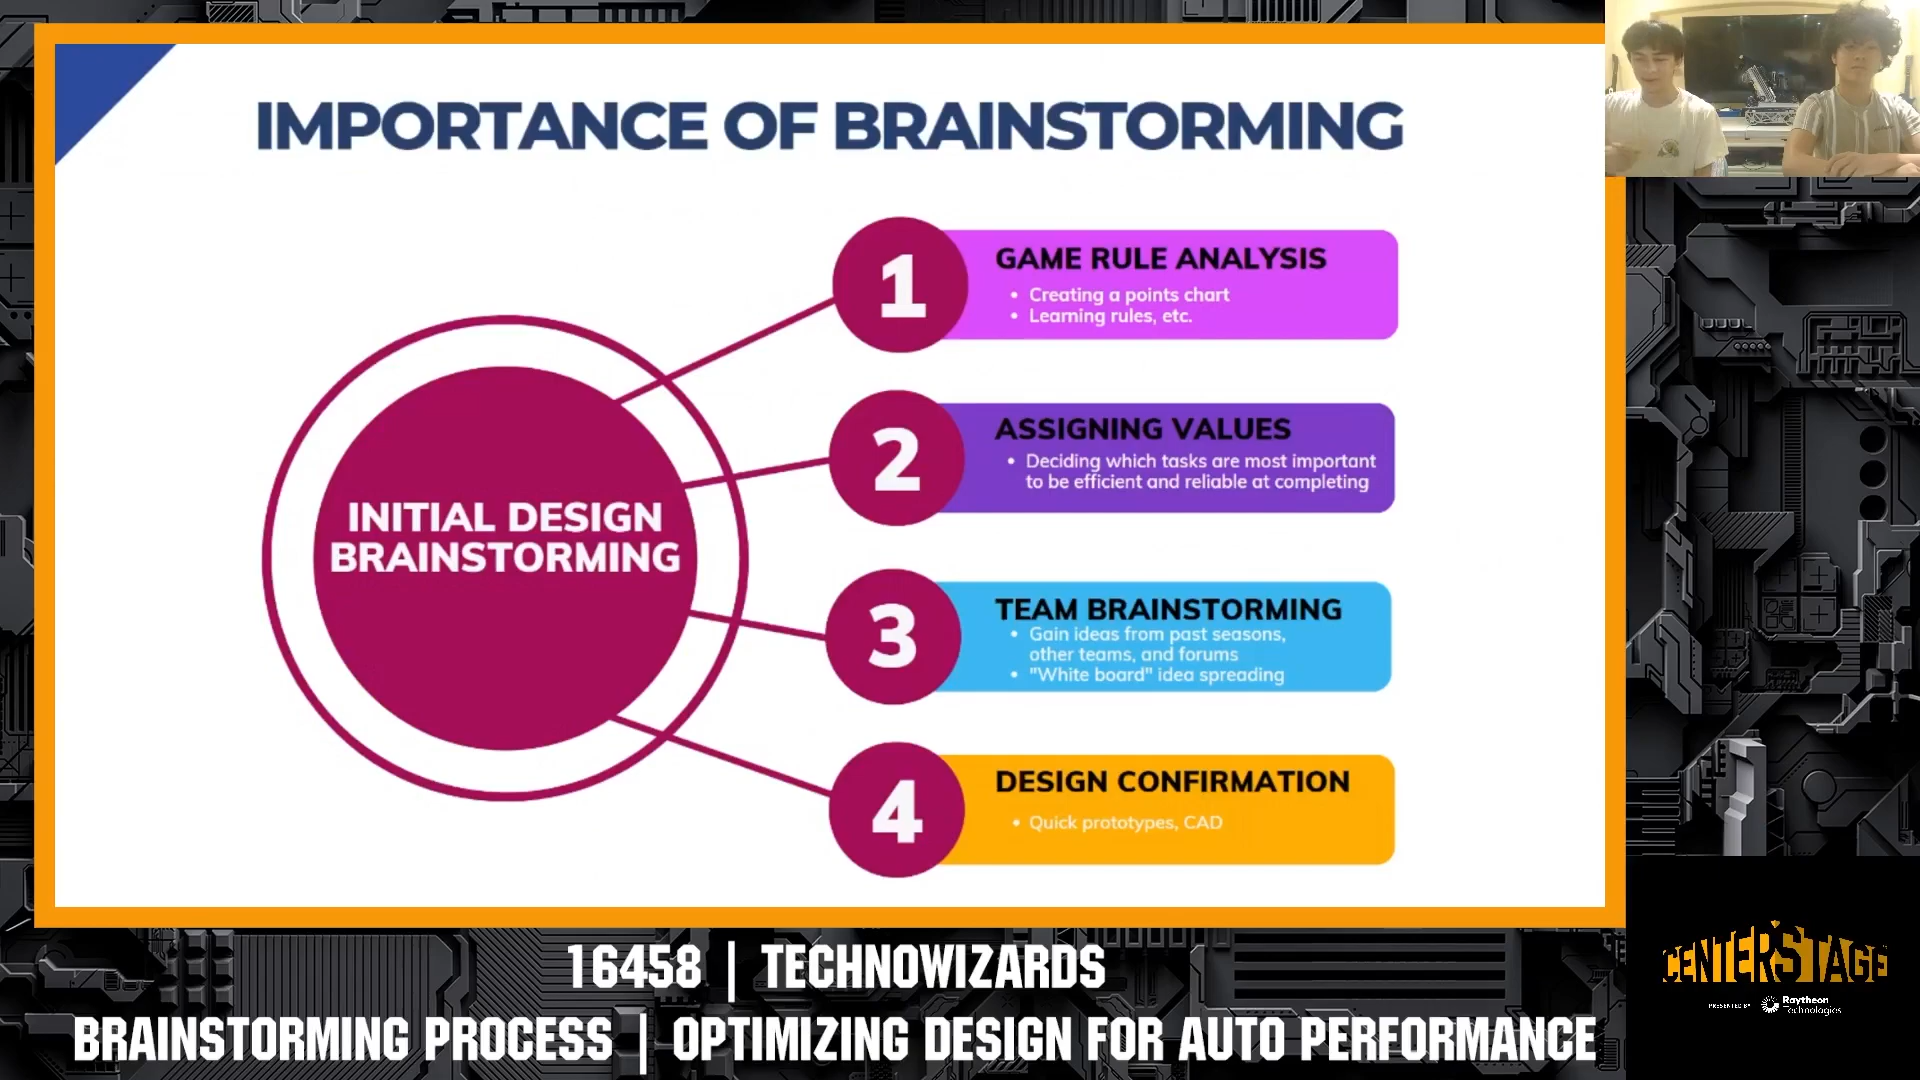 IMPORTANCE OF BRAINSTORMING
INITIAL DESIGN
BRAINSTORMING
1
GAME RULE ANALYSIS
• Creating a points chart
• Learning rules, etc.
2
ASSIGNING VALUES
• Deciding which tasks are most important
to be efficient and reliable at completing
3
TEAM BRAINSTORMING
• Gain ideas from past seasons,
other teams, and forums
• "White board" idea spreading
4
DESIGN CONFIRMATION
• Quick prototypes, CAD
16458 | TECHNOWIZARDS
BRAINSTORMING PROCESS | OPTIMIZING DESIGN FOR AUTO PERFORMANCE
CENTERSTAGE
PRESENTED BY Raytheon
Technologies